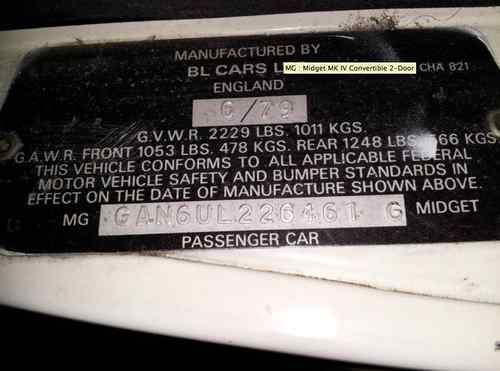 MANUFACTURED BY
BL CARS L
MG : Midget MK IV Convertible 2-Door
CHA 821
ENGLAND
6/79
G.V.W.R. 2229 LBS. 1011 KGS.
G.A.W.R. FRONT 1053 LBS. 478 KGS. REAR 1248 LBS. 566 KGS.
THIS VEHICLE CONFORMS TO ALL APPLICABLE FEDERAL
MOTOR VEHICLE SAFETY AND BUMPER STANDARDS IN
EFFECT ON THE DATE OF MANUFACTURE SHOWN ABOVE.
MG GAN6UL226461 G MIDGET
PASSENGER CAR